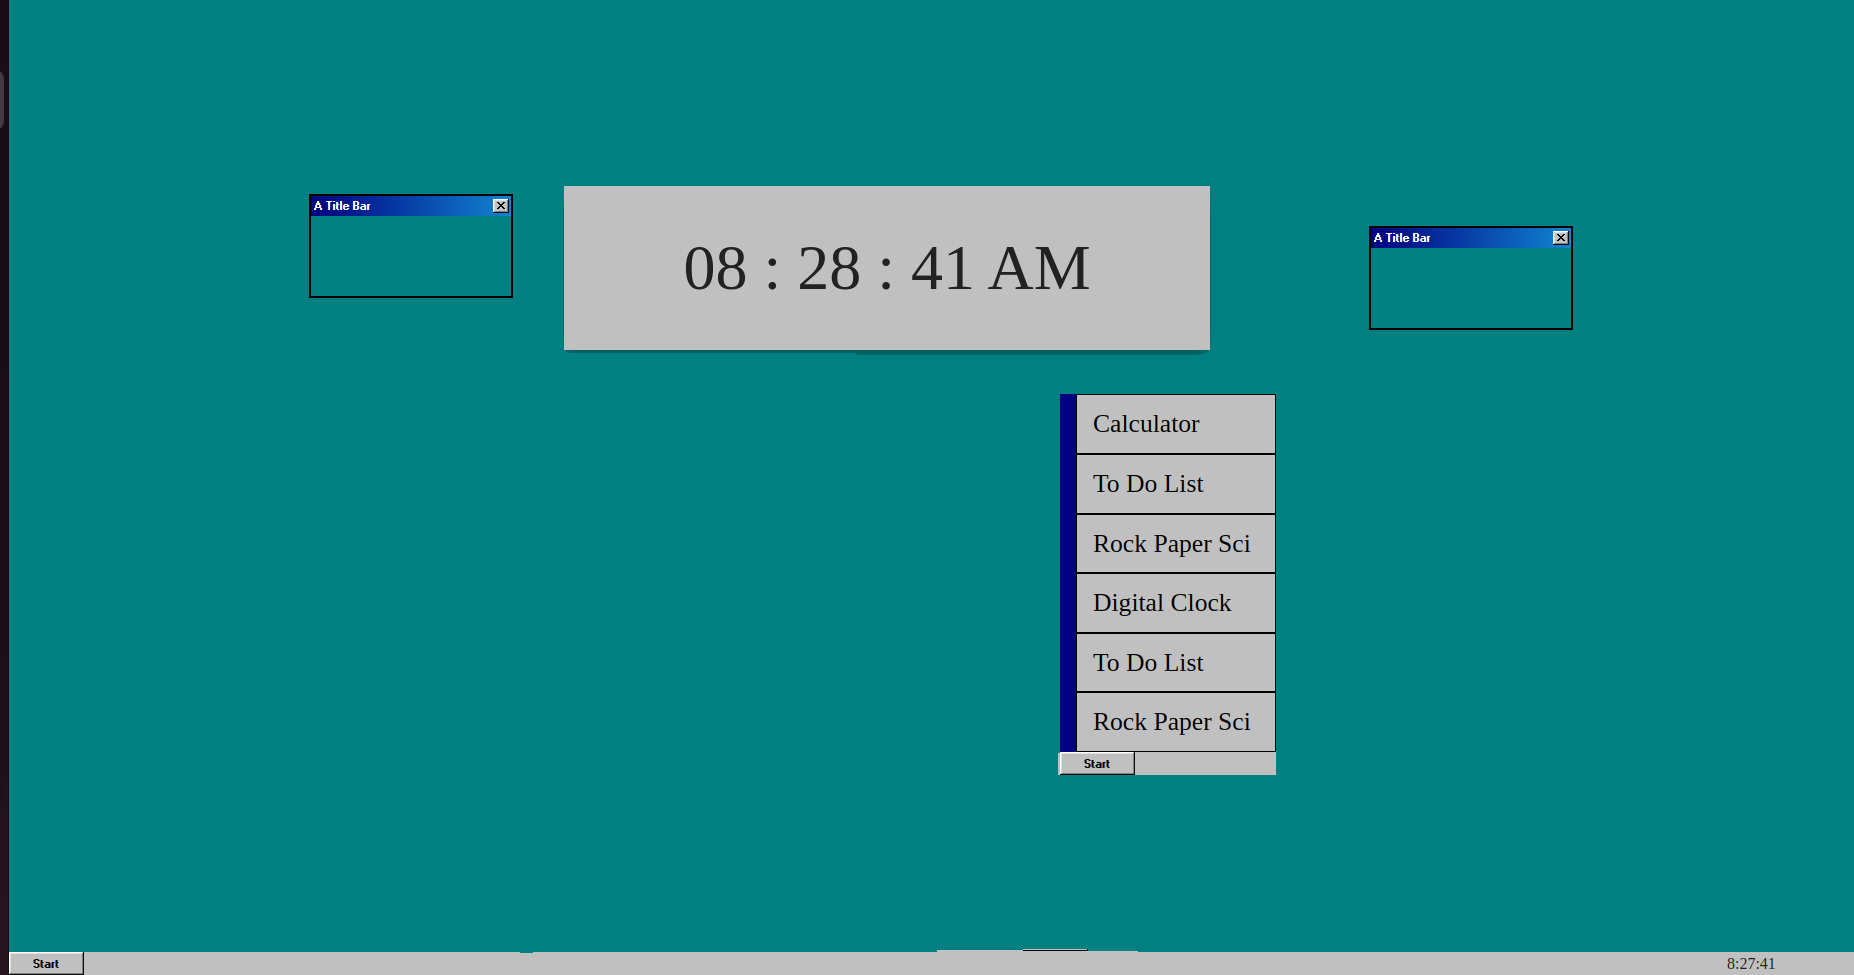 A Title Bar
08 : 28 : 41 AM
A Title Bar
Calculator
To Do List
Rock Paper Sci
Digital Clock
To Do List
Rock Paper Sci
Start
Start
8:27:41